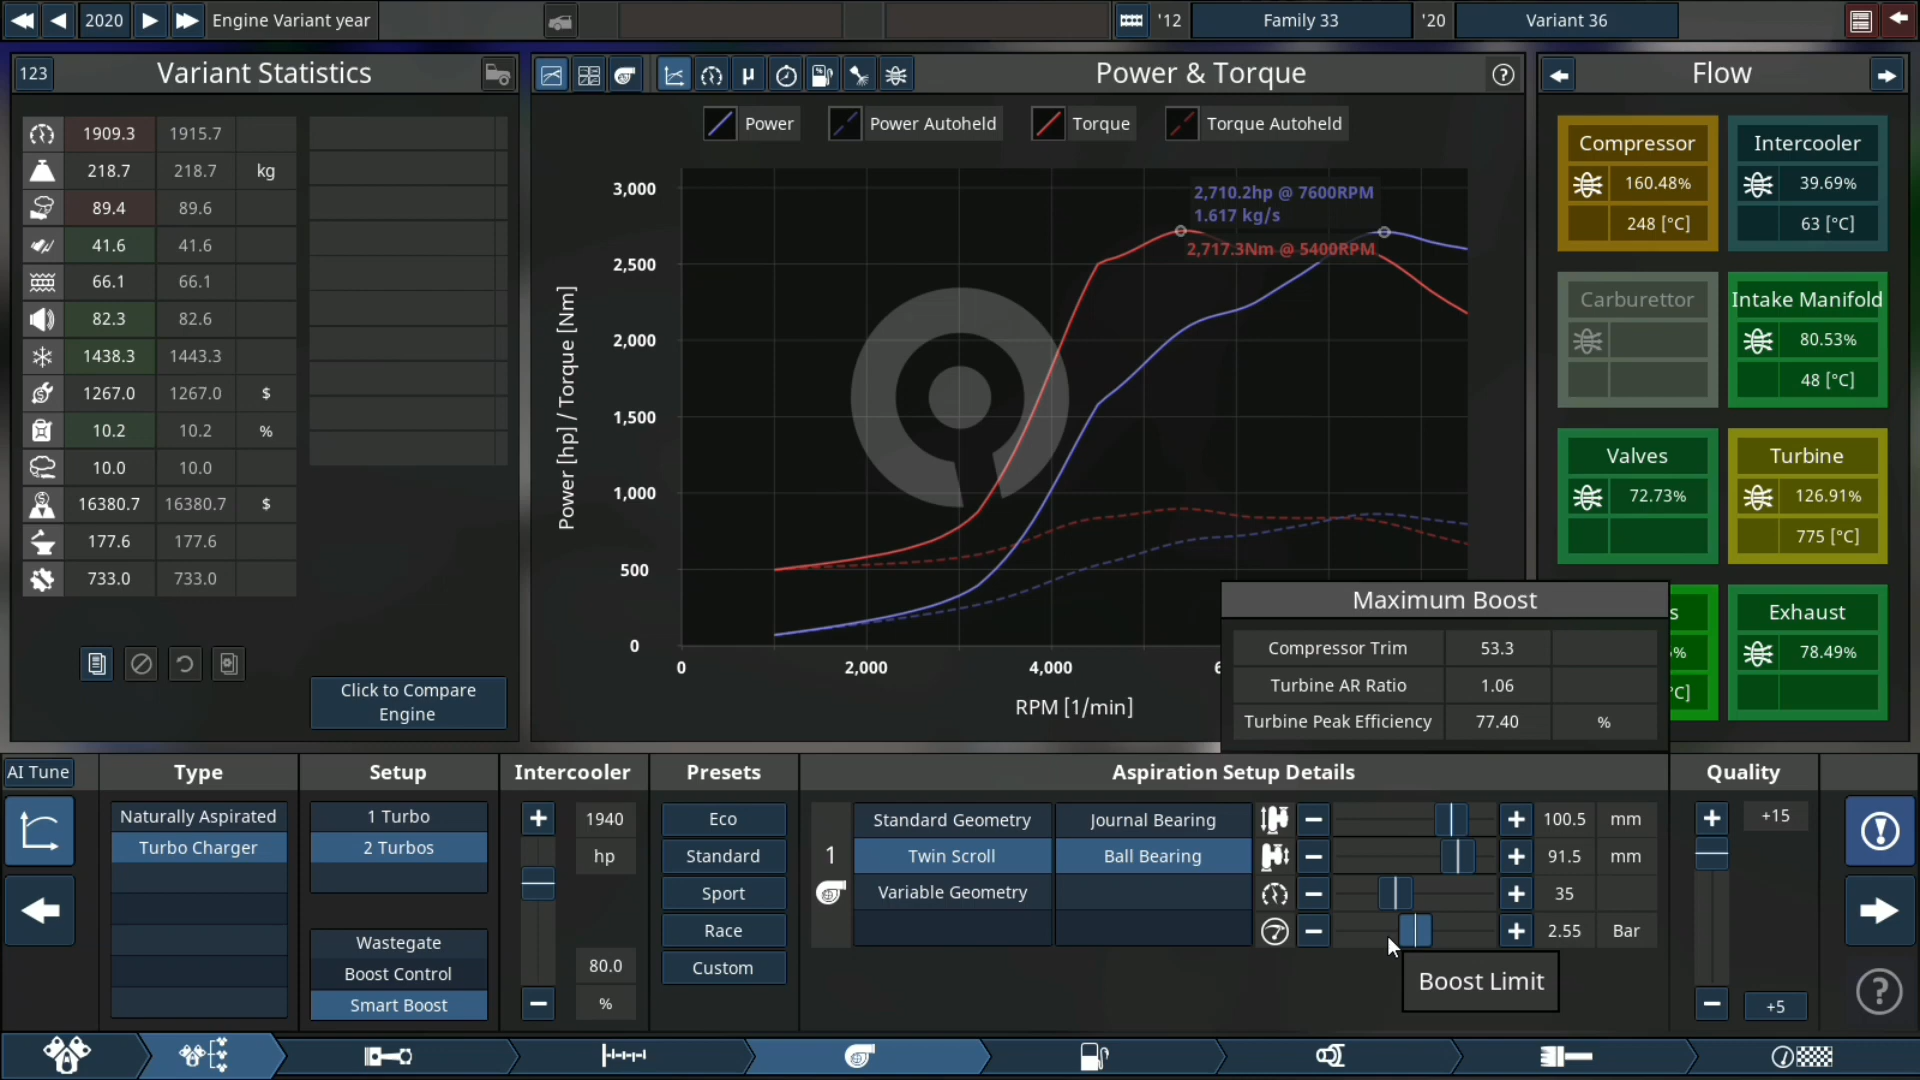 2020 Engine Variant year '12 Family 33 '20 Variant 36
123 Variant Statistics
1909.3 1915.7
218.7 218.7 kg
89.4 89.6
41.6 41.6
66.1 66.1
82.3 82.6
1438.3 1443.3
1267.0 1267.0 $
10.2 10.2 %
10.0 10.0
16380.7 16380.7 $
177.6 177.6
733.0 733.0
Click to Compare
Engine
Power & Torque
Power Power Autoheld Torque Torque Autoheld
3,000
2,500
2,000
1,500
1,000
500
0
Power [hp] / Torque [Nm]
2,710.2hp @ 7600RPM
1.617 kg/s
2,717.3Nm @ 5400RPM
0 2,000 4,000
RPM [1/min]
Flow
Compressor
160.48%
248 [°C]
Intercooler
39.69%
63 [°C]
Carburettor
Intake Manifold
80.53%
48 [°C]
Valves
72.73%
Turbine
126.91%
775 [°C]
Exhaust
78.49%
Maximum Boost
Compressor Trim 53.3
Turbine AR Ratio 1.06
Turbine Peak Efficiency 77.40 %
AI Tune
Type
Naturally Aspirated
Turbo Charger
Setup
1 Turbo
2 Turbos
Wastegate
Boost Control
Smart Boost
Intercooler
1940
hp
80.0
%
Presets
Eco
Standard
Sport
Race
Custom
Aspiration Setup Details
1
Standard Geometry
Twin Scroll
Variable Geometry
Journal Bearing
Ball Bearing
100.5 mm
91.5 mm
35
2.55 Bar
Boost Limit
Quality
+15
+5